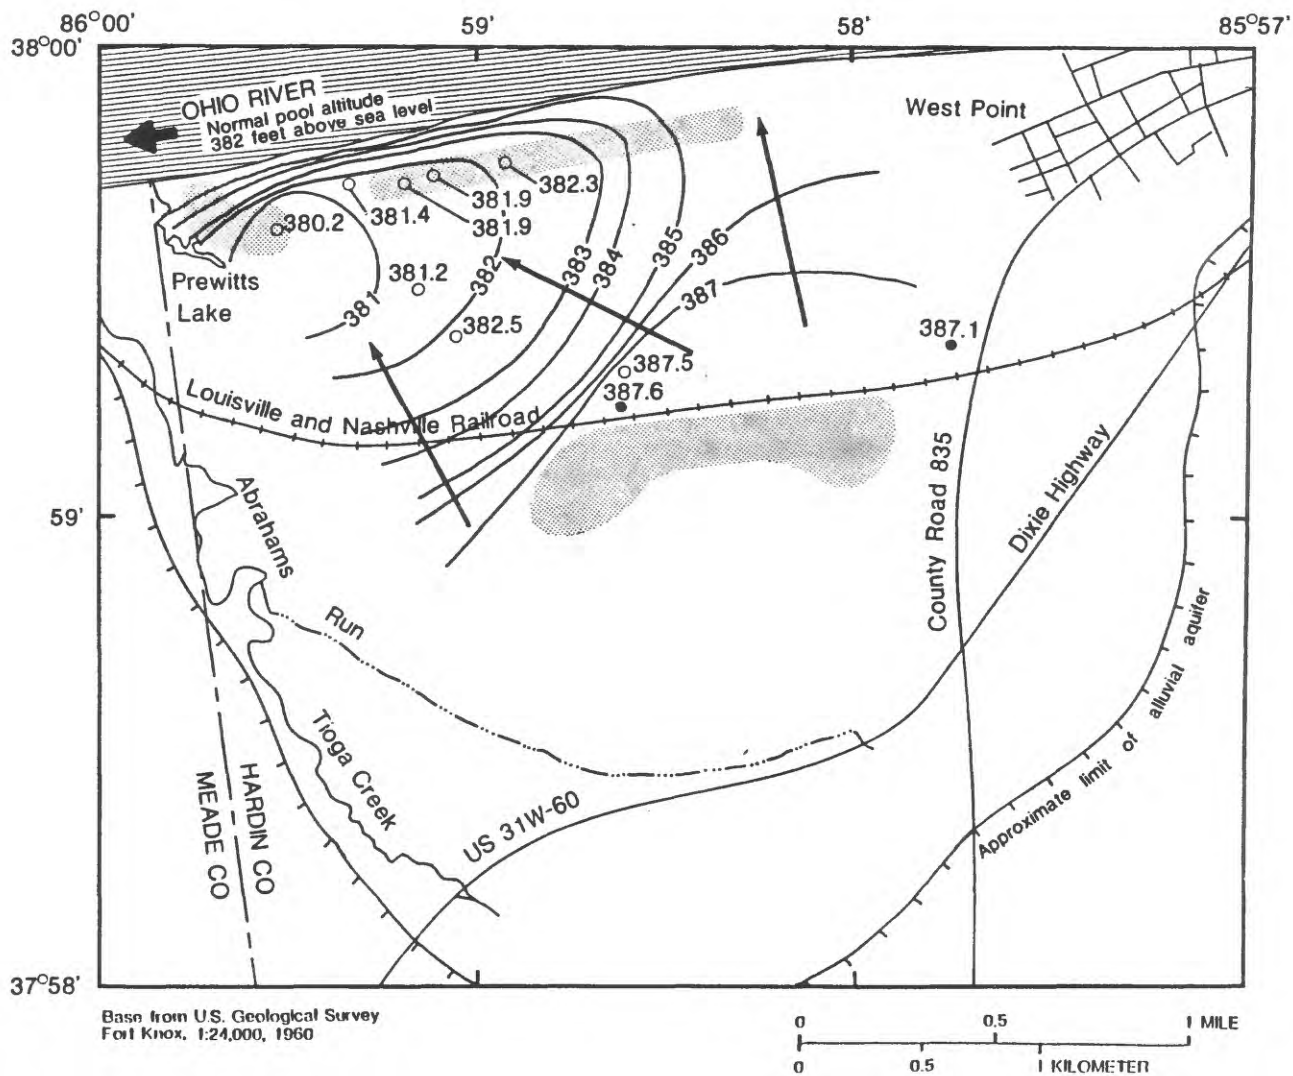 86°00'
59'
58'
85°57'
38°00'
OHIO RIVER
Normal pool altitude
382 feet above sea level
West Point
382.3
381.9
381.9
381.4
380.2
Prewitts
Lake
381.2
382
381
382.5
383
384
385
386
387
387.1
387.5
387.6
Louisville and Nashville Railroad
59'
Abrahams
Run
County Road 835
Dixie Highway
Approximate limit of alluvial aquifer
Tioga Creek
US 31W-60
HARDIN CO
MEADE CO
37°58'
Base from U.S. Geological Survey
Fort Knox, 1:24,000, 1960
0 0.5 1 MILE
0 0.5 1 KILOMETER